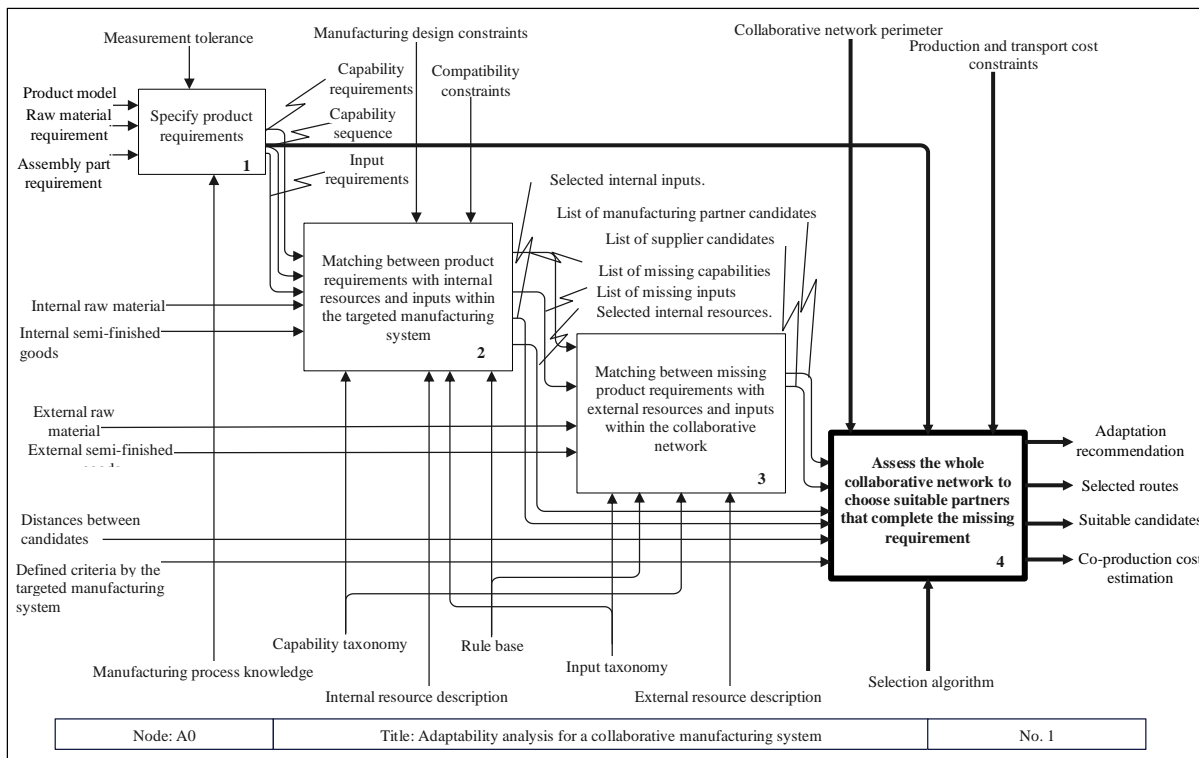 Measurement tolerance
Manufacturing design constraints
Collaborative network perimeter
Production and transport cost
constraints
Capability
requirements
Compatibility
constraints
Product model
Raw material
requirement
Assembly part
requirement
Specify product
requirements
1
Capability
sequence
Input
requirements
Selected internal inputs.
List of manufacturing partner candidates
List of supplier candidates
List of missing capabilities
List of missing inputs
Selected internal resources.
Matching between product
requirements with internal
resources and inputs within
the targeted manufacturing
system
2
Internal raw material
Internal semi-finished
goods
Matching between missing
product requirements with
external resources and inputs
within the collaborative
network
3
External raw
material
External semi-finished
Assess the whole
collaborative network to
choose suitable partners
that complete the missing
requirement
4
Adaptation
recommendation
Selected routes
Suitable candidates
Co-production cost
estimation
Distances between
candidates
Defined criteria by the
targeted manufacturing
system
Capability taxonomy
Rule base
Input taxonomy
Manufacturing process knowledge
Internal resource description
External resource description
Selection algorithm
Node: A0
Title: Adaptability analysis for a collaborative manufacturing system
No. 1